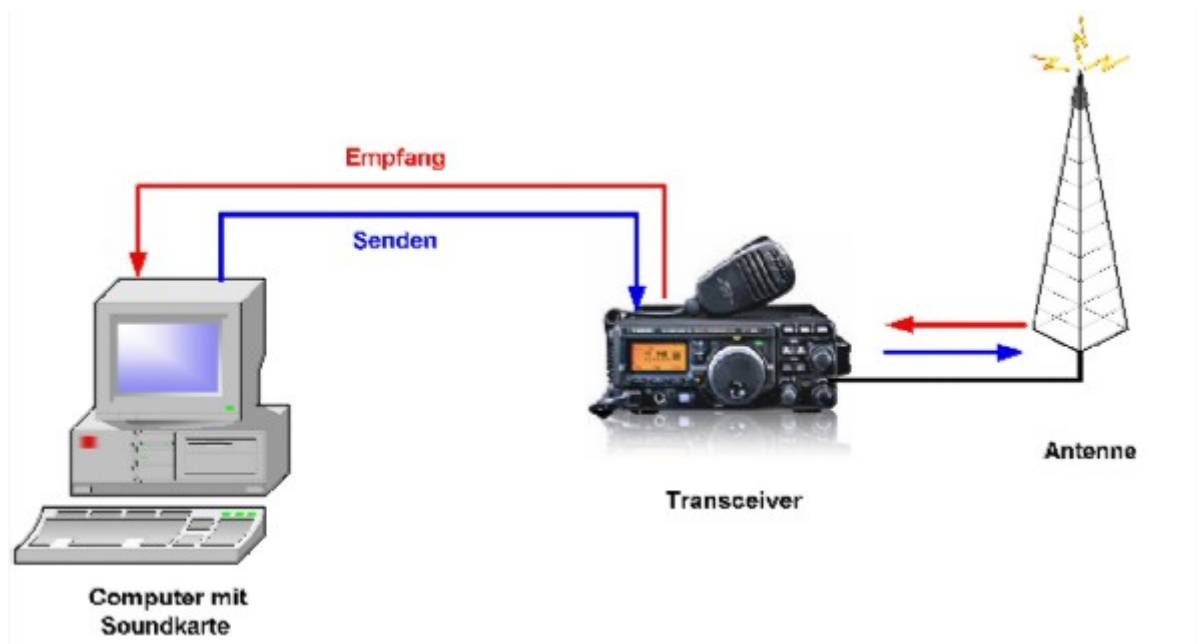 Empfang
Senden
Antenne
Transceiver
Computer mit
Soundkarte